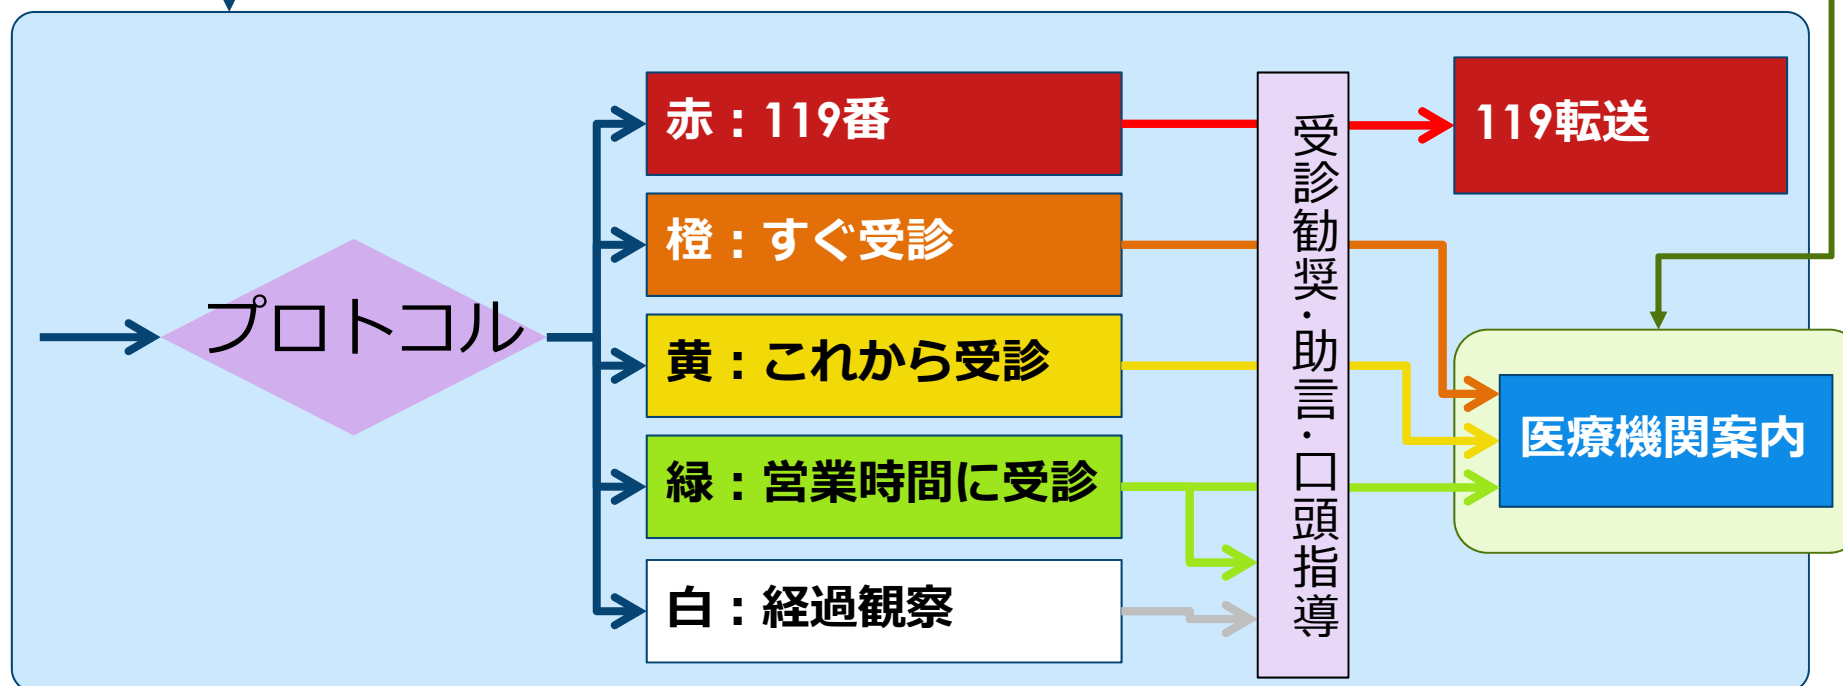 プロトコル
赤：119番
橙：すぐ受診
黄：これから受診
緑：営業時間に受診
白：経過観察
受診勧奨・助言・口頭指導
119転送
医療機関案内